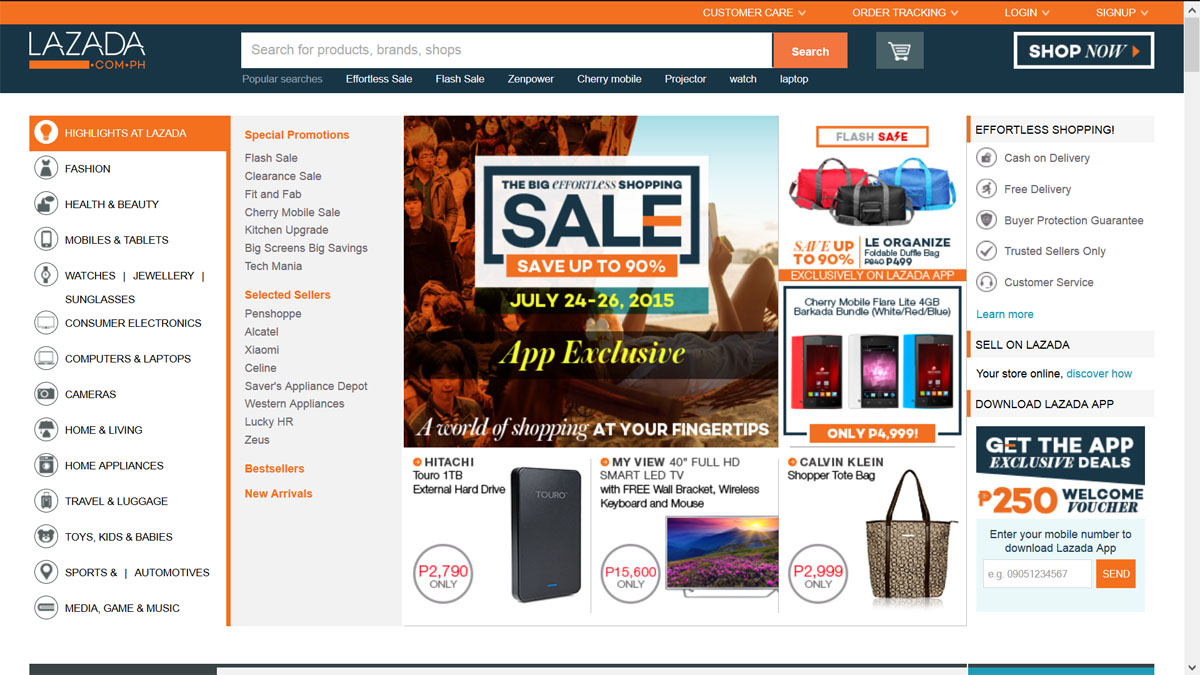 CUSTOMER CARE
ORDER TRACKING
LOGIN
SIGNUP
LAZADA
.COM.PH
Search for products, brands, shops
Search
SHOP NOW
Popular searches
Effortless Sale
Flash Sale
Zenpower
Cherry mobile
Projector
watch
laptop
HIGHLIGHTS AT LAZADA
FASHION
HEALTH & BEAUTY
MOBILES & TABLETS
WATCHES | JEWELLERY |
SUNGLASSES
CONSUMER ELECTRONICS
COMPUTERS & LAPTOPS
CAMERAS
HOME & LIVING
HOME APPLIANCES
TRAVEL & LUGGAGE
TOYS, KIDS & BABIES
SPORTS & | AUTOMOTIVES
MEDIA, GAME & MUSIC
Special Promotions
Flash Sale
Clearance Sale
Fit and Fab
Cherry Mobile Sale
Kitchen Upgrade
Big Screens Big Savings
Tech Mania
Selected Sellers
Penshoppe
Alcatel
Xiaomi
Celine
Saver's Appliance Depot
Western Appliances
Lucky HR
Zeus
Bestsellers
New Arrivals
THE BIG effortless SHOPPING
SALE
SAVE UP TO 90%
JULY 24-26, 2015
App Exclusive
A world of shopping AT YOUR FINGERTIPS
FLASH SALE
SAVE UP
TO 90%
LE ORGANIZE
Foldable Duffle Bag
P840 P499
EXCLUSIVELY ON LAZADA APP
Cherry Mobile Flare Lite 4GB
Barkada Bundle (White/Red/Blue)
ONLY P4,999!
HITACHI
Touro 1TB
External Hard Drive
TOURO
P2,790
ONLY
MY VIEW 40" FULL HD
SMART LED TV
with FREE Wall Bracket, Wireless
Keyboard and Mouse
P15,600
ONLY
CALVIN KLEIN
Shopper Tote Bag
P2,999
ONLY
EFFORTLESS SHOPPING!
Cash on Delivery
Free Delivery
Buyer Protection Guarantee
Trusted Sellers Only
Customer Service
Learn more
SELL ON LAZADA
Your store online, discover how
DOWNLOAD LAZADA APP
GET THE APP
EXCLUSIVE DEALS
₱250 WELCOME
VOUCHER
Enter your mobile number to
download Lazada App
e.g. 09051234567
SEND